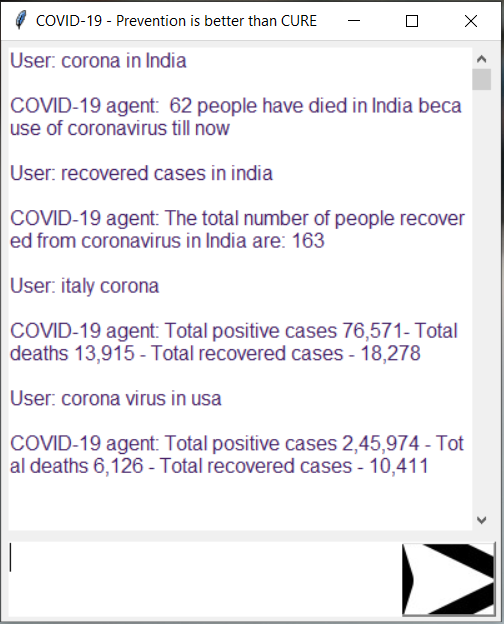 COVID-19 - Prevention is better than CURE
User: corona in India
COVID-19 agent:  62 people have died in India beca
use of coronavirus till now
User: recovered cases in india
COVID-19 agent: The total number of people recover
ed from coronavirus in India are: 163
User: italy corona
COVID-19 agent: Total positive cases 76,571- Total
deaths 13,915 - Total recovered cases - 18,278
User: corona virus in usa
COVID-19 agent: Total positive cases 2,45,974 - Tot
al deaths 6,126 - Total recovered cases - 10,411